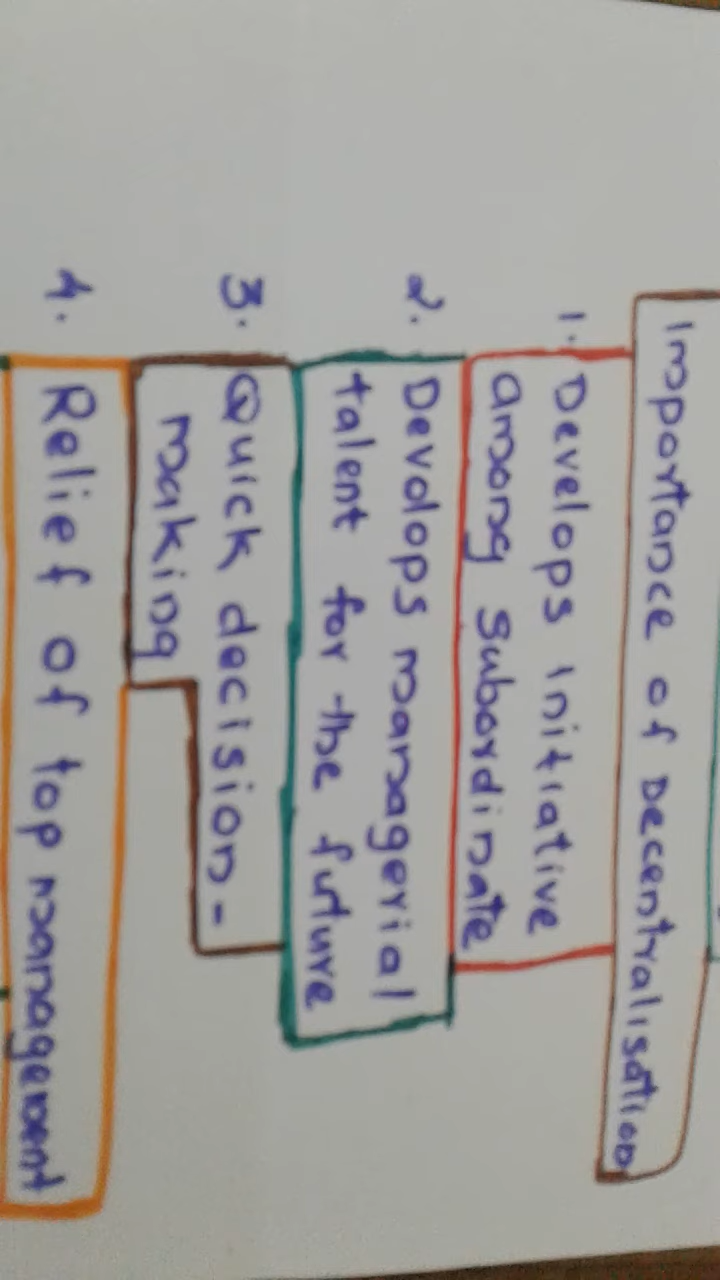 Importance of Decentralisation
1. Develops initiative
among subordinate
2. Devolops managerial
talent for the future
3. Quick decision-
making
4. Relief of top management